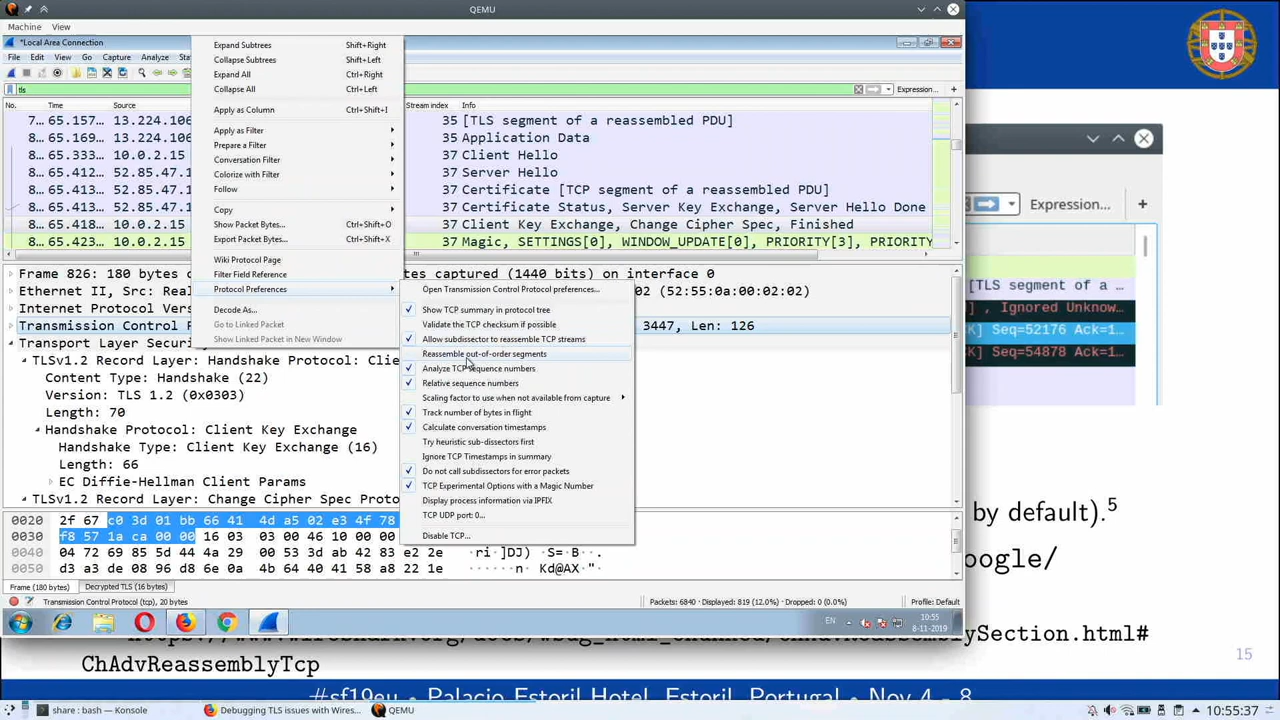 QEMU
Machine View
*Local Area Connection
File Edit View Go Capture Analyze Sta
tls
Expression... +
No. Time Source
Stream index Info
7... 65.157... 13.224.106 35 [TLS segment of a reassembled PDU]
8... 65.169... 13.224.106 35 Application Data
8... 65.333... 10.0.2.15 37 Client Hello
8... 65.412... 52.85.47.1 37 Server Hello
8... 65.413... 52.85.47.1 37 Certificate [TCP segment of a reassembled PDU]
8... 65.413... 52.85.47.1 37 Certificate Status, Server Key Exchange, Server Hello Done
8... 65.418... 10.0.2.15 37 Client Key Exchange, Change Cipher Spec, Finished
8... 65.423... 10.0.2.15 37 Magic, SETTINGS[0], WINDOW_UPDATE[0], PRIORITY[3], PRIORITY
Expand Subtrees Shift+Right
Collapse Subtrees Shift+Left
Expand All Ctrl+Right
Collapse All Ctrl+Left
Apply as Column Ctrl+Shift+I
Apply as Filter
Prepare a Filter
Conversation Filter
Colorize with Filter
Follow
Copy
Show Packet Bytes... Ctrl+Shift+O
Export Packet Bytes... Ctrl+Shift+X
Wiki Protocol Page
Filter Field Reference
Protocol Preferences
Decode As...
Go to Linked Packet
Show Linked Packet in New Window
Open Transmission Control Protocol preferences...
Show TCP summary in protocol tree
Validate the TCP checksum if possible
Allow subdissector to reassemble TCP streams
Reassemble out-of-order segments
Analyze TCP sequence numbers
Relative sequence numbers
Scaling factor to use when not available from capture
Track number of bytes in flight
Calculate conversation timestamps
Try heuristic sub-dissectors first
Ignore TCP Timestamps in summary
Do not call subdissectors for error packets
TCP Experimental Options with a Magic Number
Display process information via IPFIX
TCP UDP port: 0...
Disable TCP...
Frame 826: 180 bytes o
tes captured (1440 bits) on interface 0
Ethernet II, Src: Real
02 (52:55:0a:00:02:02)
Internet Protocol Vers
Transmission Control P
3447, Len: 126
Transport Layer Securi
TLSv1.2 Record Layer: Handshake Protocol: Clie
Content Type: Handshake (22)
Version: TLS 1.2 (0x0303)
Length: 70
Handshake Protocol: Client Key Exchange
Handshake Type: Client Key Exchange (16)
Length: 66
EC Diffie-Hellman Client Params
TLSv1.2 Record Layer: Change Cipher Spec Proto
0020 2f 67 c0 3d 01 bb 66 41 4d a5 02 e3 4f 78
0030 f8 57 1a ca 00 00 16 03 03 00 46 10 00 00
04 72 69 85 5d 44 4a 29 00 53 3d ab 42 e2 2e ·ri·]DJ)·S=·B·.
0050 d3 a3 de 08 98 d8 6e 0a 4b 64 40 41 58 a8 22 1e ······n·Kd@AX·"·
Frame (180 bytes) Decrypted TLS (16 bytes)
Transmission Control Protocol (tcp), 20 bytes
Packets: 6840 · Displayed: 819 (12.0%) · Dropped: 0 (0.0%)
Profile: Default
EN
10:55
8-11-2019
Expression... +
[TLS segment of a ...
] , Ignored Unknow...
K] Seq=52176
K] Seq=54878
by default).5
oogle/
ySection.html#
ChAdvReassemblyTcp
15
#sf19eu • Palacio Estoril Hotel, Estoril, Portugal • Nov 4 - 8
share : bash — Konsole
Debugging TLS issues with Wires...
QEMU
10:55:37